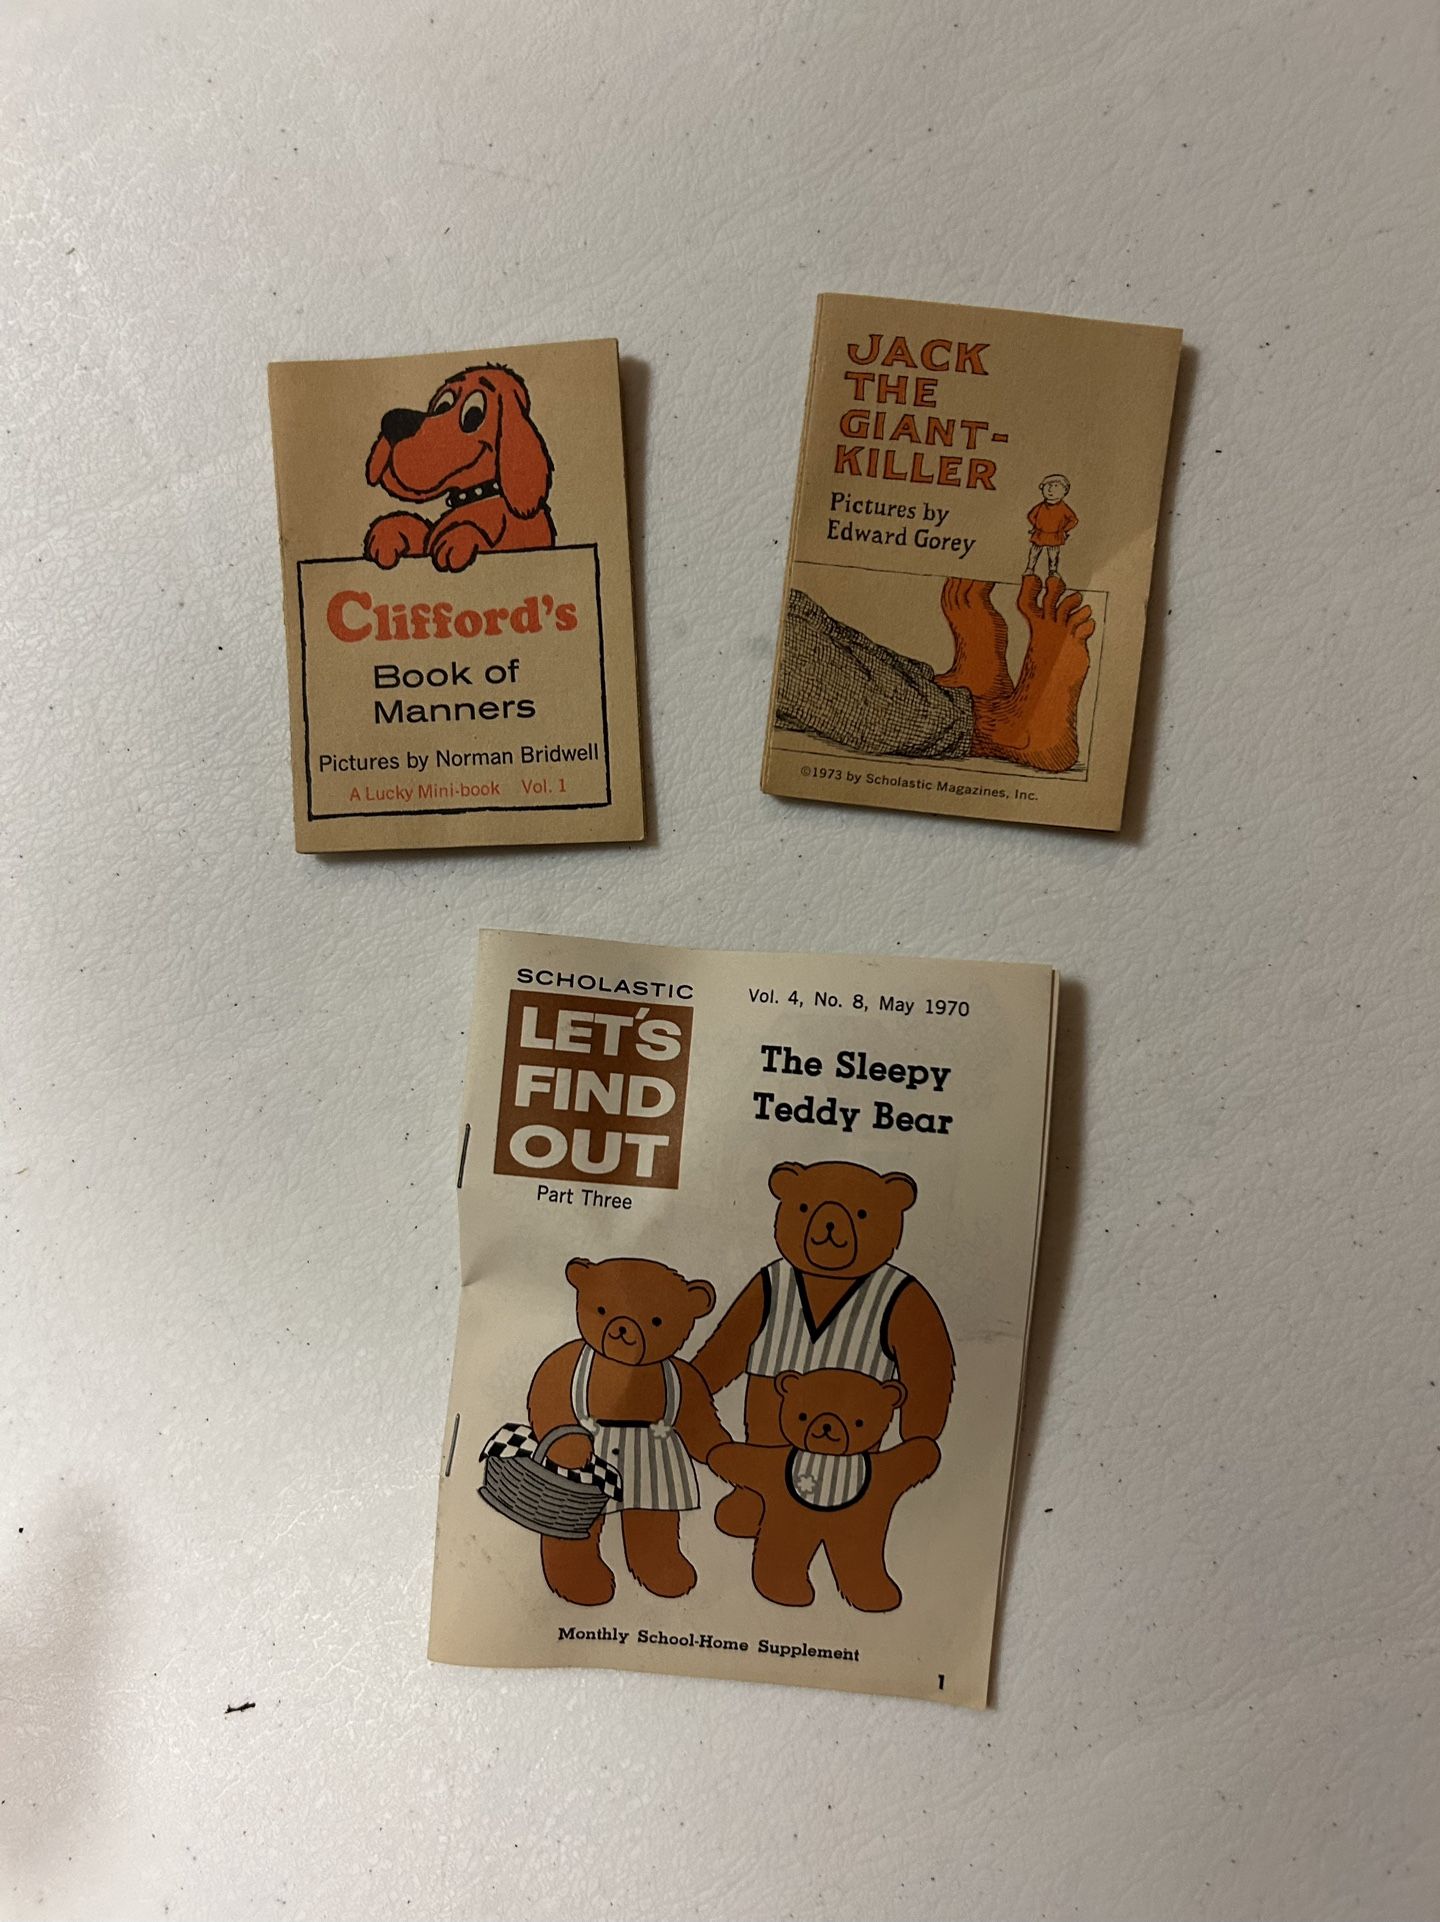 Clifford's
Book of
Manners
Pictures by Norman Bridwell
A Lucky Mini-book Vol. 1
JACK
THE
GIANT-
KILLER
Pictures by
Edward Gorey
©1973 by Scholastic Magazines, Inc.
SCHOLASTIC
LET'S
FIND
OUT
Part Three
Vol. 4, No. 8, May 1970
The Sleepy
Teddy Bear
Monthly School-Home Supplement
1